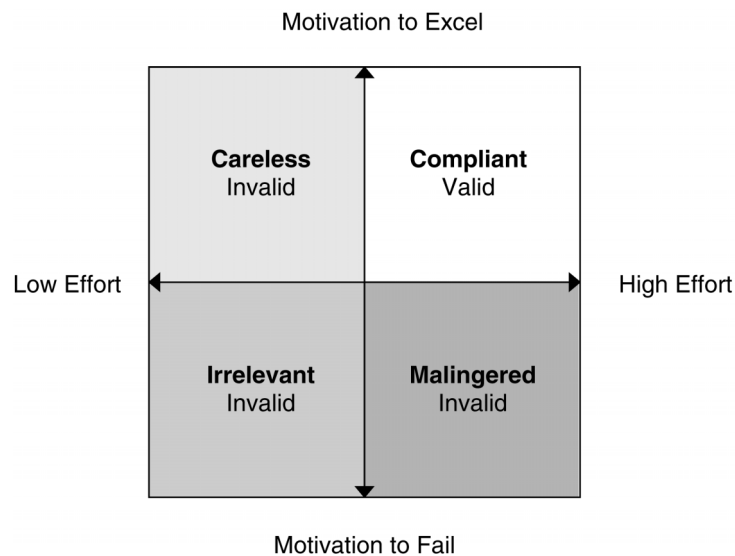 Motivation to Excel
Careless
Invalid
Compliant
Valid
Low Effort
High Effort
Irrelevant
Invalid
Malingered
Invalid
Motivation to Fail